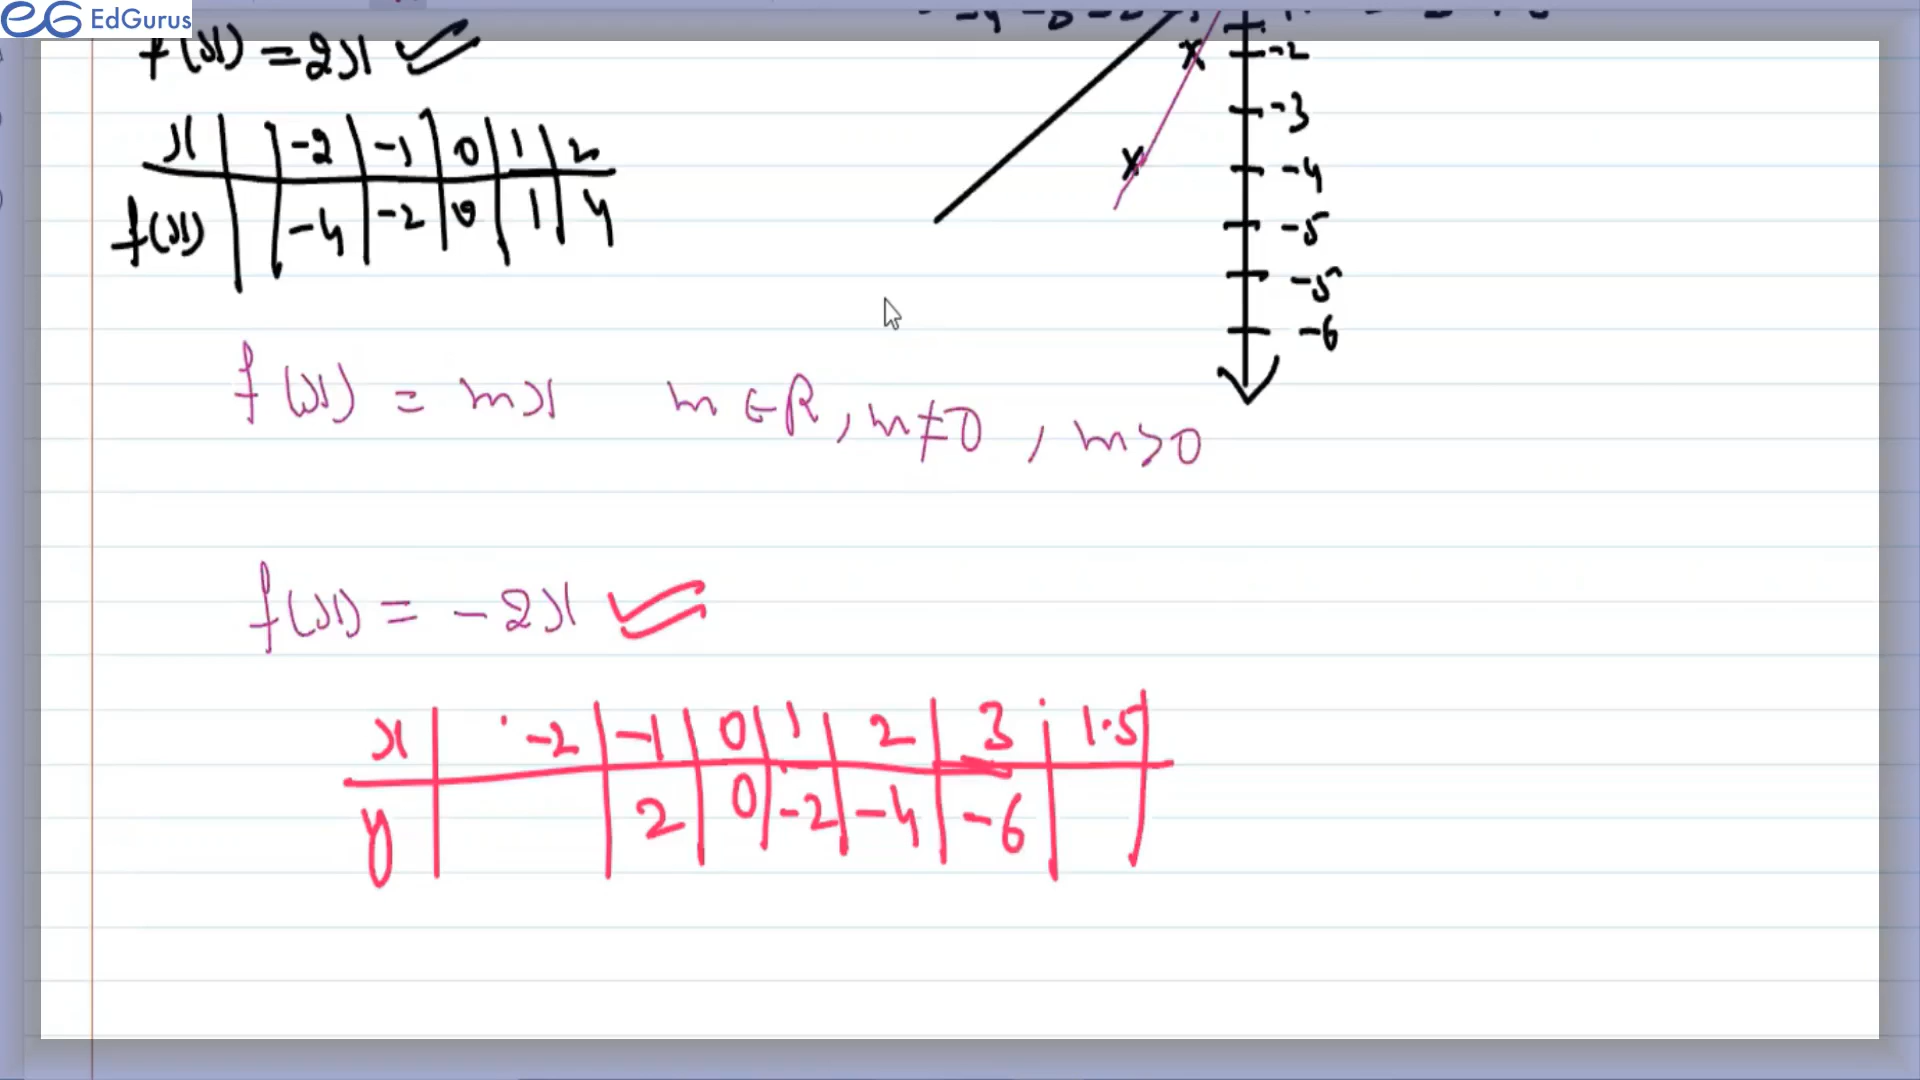 EdGurus
f(x) = 2x
x -2 -1 0 1 2
f(x) -4 -2 0 1 4
-2
-3
-4
-5
-5
-6
x
x
f(x) = mx m ∈ R, m ≠ 0, m > 0
f(x) = -2x
x -2 -1 0 1 2 3 1.5
y 2 0 -2 -4 -6